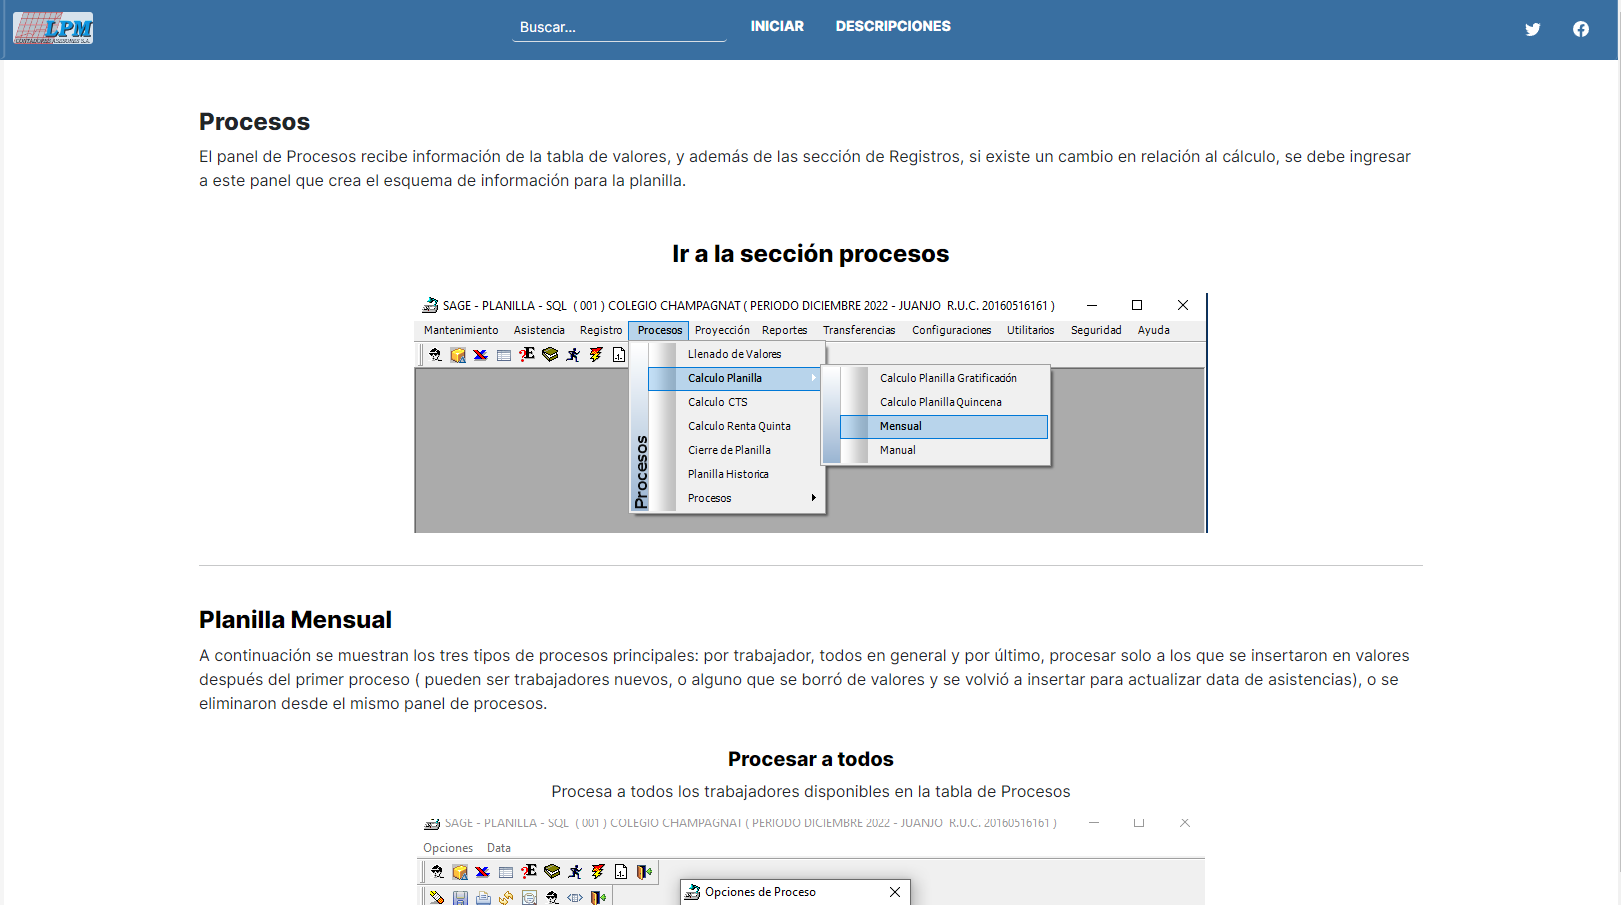 LPM
CONTADORES ASESORES S.A.
Buscar...
INICIAR
DESCRIPCIONES
Procesos
El panel de Procesos recibe información de la tabla de valores, y además de las sección de Registros, si existe un cambio en relación al cálculo, se debe ingresar
a este panel que crea el esquema de información para la planilla.
Ir a la sección procesos
SAGE - PLANILLA - SQL ( 001 ) COLEGIO CHAMPAGNAT ( PERIODO DICIEMBRE 2022 - JUANJO R.U.C. 20160516161 )
Mantenimiento Asistencia Registro Procesos Proyección Reportes Transferencias Configuraciones Utilitarios Seguridad Ayuda
Llenado de Valores
Calculo Planilla
Calculo CTS
Calculo Renta Quinta
Cierre de Planilla
Planilla Historica
Procesos
Procesos
Calculo Planilla Gratificación
Calculo Planilla Quincena
Mensual
Manual
Planilla Mensual
A continuación se muestran los tres tipos de procesos principales: por trabajador, todos en general y por último, procesar solo a los que se insertaron en valores
después del primer proceso ( pueden ser trabajadores nuevos, o alguno que se borró de valores y se volvió a insertar para actualizar data de asistencias), o se
eliminaron desde el mismo panel de procesos.
Procesar a todos
Procesa a todos los trabajadores disponibles en la tabla de Procesos
SAGE - PLANILLA - SQL ( 001 ) COLEGIO CHAMPAGNAT ( PERIODO DICIEMBRE 2022 - JUANJO R.U.C. 20160516161 )
Opciones Data
Opciones de Proceso